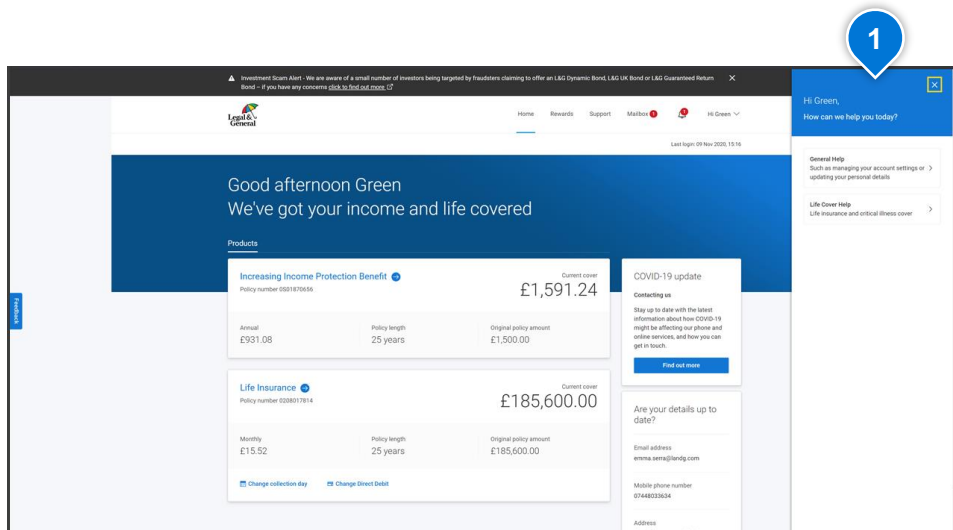 1
Investment Scam Alert - We are aware of a small number of investors being targeted by fraudsters claiming to offer an L&G Dynamic Bond, L&G UK Bond or L&G Guaranteed Return
Bond – if you have any concerns click to find out more
Legal &
General
Home Rewards Support Mailbox 1 Hi Green
Last login: 09 Nov 2020, 15:16
Hi Green,
How can we help you today?
General Help
Such as managing your account settings or
updating your personal details
Life Cover Help
Life insurance and critical illness cover
Good afternoon Green
We've got your income and life covered
Products
Increasing Income Protection Benefit
Policy number 0S01870656
Current cover
£1,591.24
Annual
£931.08
Policy length
25 years
Original policy amount
£1,500.00
Life Insurance
Policy number 0208017814
Current cover
£185,600.00
Monthly
£15.52
Policy length
25 years
Original policy amount
£185,600.00
Change collection day
Change Direct Debit
COVID-19 update
Contacting us
Stay up to date with the latest
information about how COVID-19
might be affecting our phone and
online services, and how you can
get in touch.
Find out more
Are your details up to
date?
Email address
emma.serra@landg.com
Mobile phone number
07448033634
Address
Feedback